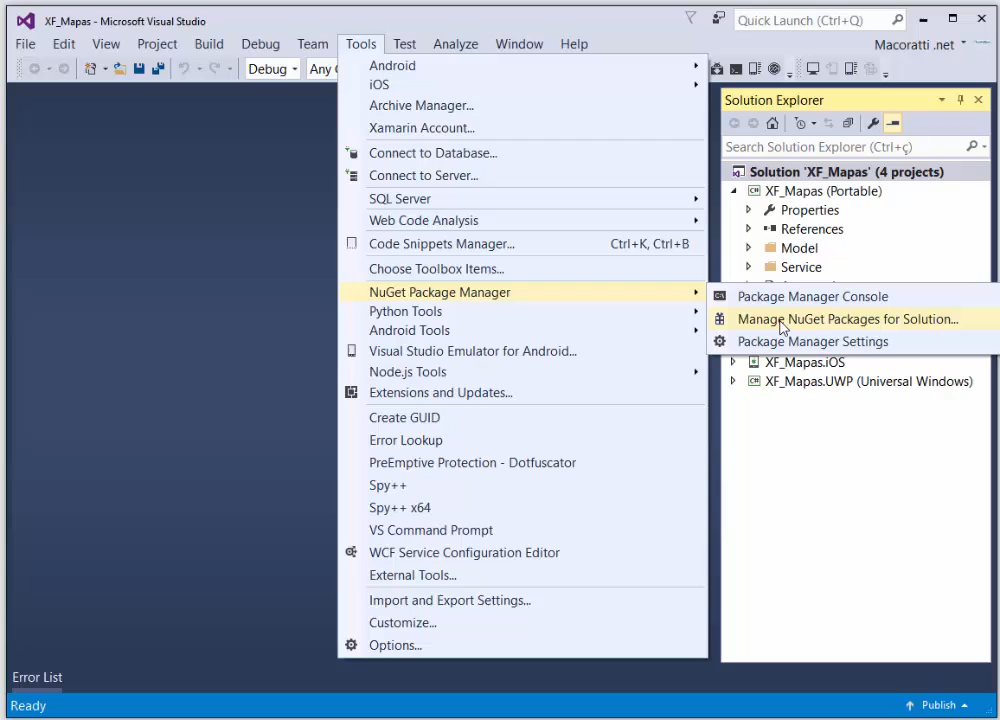 XF_Mapas - Microsoft Visual Studio
Quick Launch (Ctrl+Q)
File Edit View Project Build Debug Team Tools Test Analyze Window Help
Macoratti .net
Debug
Any
Android
iOS
Archive Manager...
Xamarin Account...
Connect to Database...
Connect to Server...
SQL Server
Web Code Analysis
Code Snippets Manager... Ctrl+K, Ctrl+B
Choose Toolbox Items...
NuGet Package Manager
Python Tools
Android Tools
Visual Studio Emulator for Android...
Node.js Tools
Extensions and Updates...
Create GUID
Error Lookup
PreEmptive Protection - Dotfuscator
Spy++
Spy++ x64
VS Command Prompt
WCF Service Configuration Editor
External Tools...
Import and Export Settings...
Customize...
Options...
Package Manager Console
Manage NuGet Packages for Solution...
Package Manager Settings
Solution Explorer
Search Solution Explorer (Ctrl+ç)
Solution 'XF_Mapas' (4 projects)
XF_Mapas (Portable)
Properties
References
Model
Service
XF_Mapas.iOS
XF_Mapas.UWP (Universal Windows)
Error List
Ready
Publish